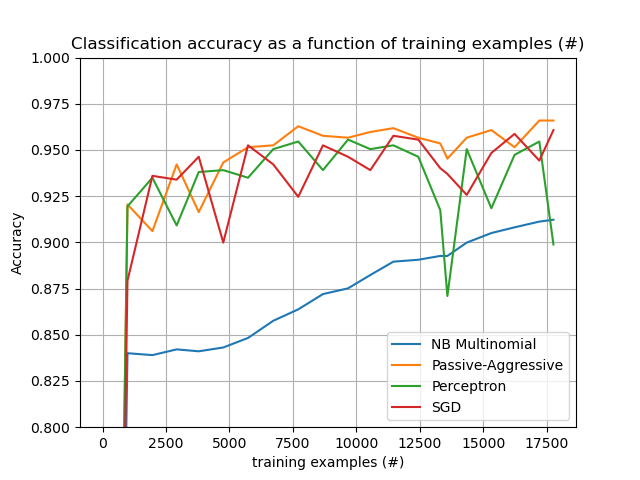 Classification accuracy as a function of training examples (#)
1.000
0.975
0.950
0.925
0.900
0.875
0.850
0.825
0.800
Accuracy
NB Multinomial
Passive-Aggressive
Perceptron
SGD
0 2500 5000 7500 10000 12500 15000 17500
training examples (#)